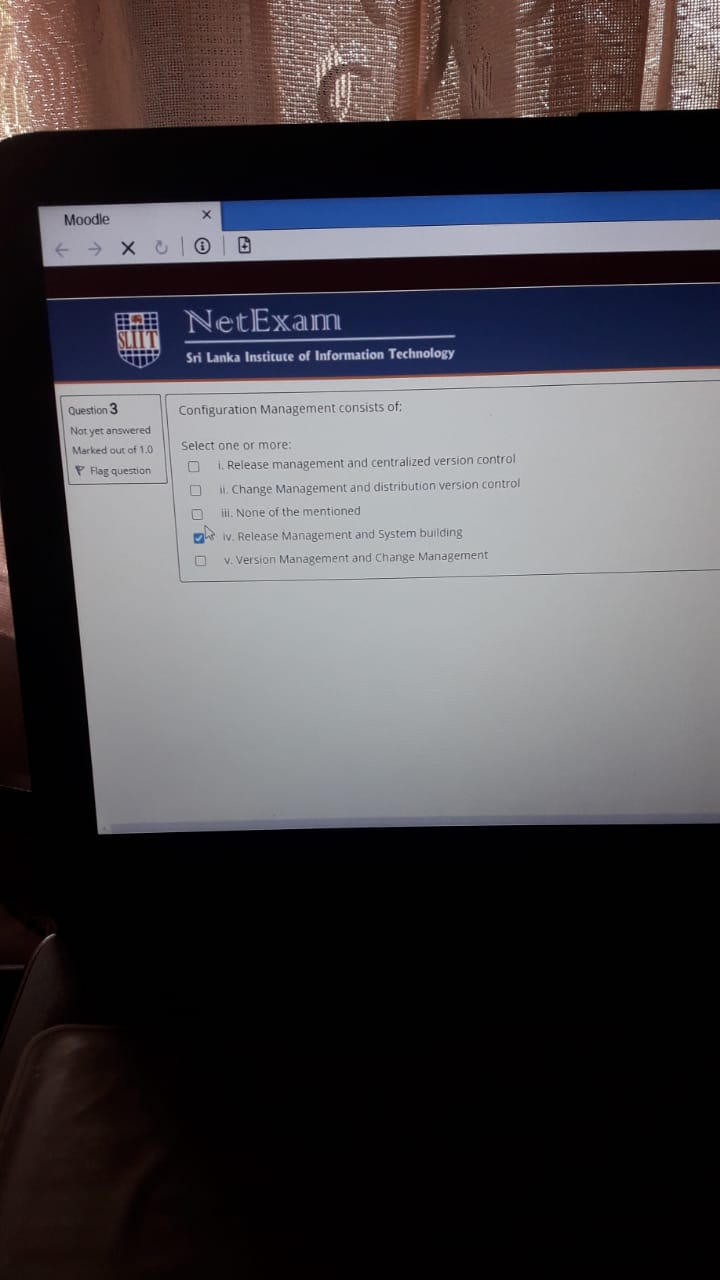 Moodle
NetExam
SLIIT
Sri Lanka Institute of Information Technology
Question 3
Not yet answered
Marked out of 1.0
Flag question
Configuration Management consists of:
Select one or more:
i. Release management and centralized version control
ii. Change Management and distribution version control
iii. None of the mentioned
iv. Release Management and System building
v. Version Management and Change Management